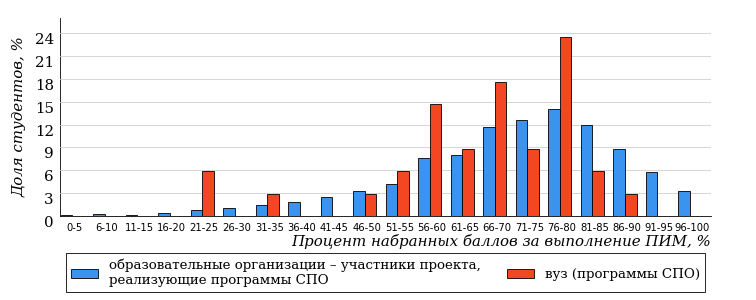 Доля студентов, %
24
21
18
15
12
9
6
3
0
0-5 6-10 11-15 16-20 21-25 26-30 31-35 36-40 41-45 46-50 51-55 56-60 61-65 66-70 71-75 76-80 81-85 86-90 91-95 96-100
Процент набранных баллов за выполнение ПИМ, %
образовательные организации – участники проекта,
реализующие программы СПО
вуз (программы СПО)